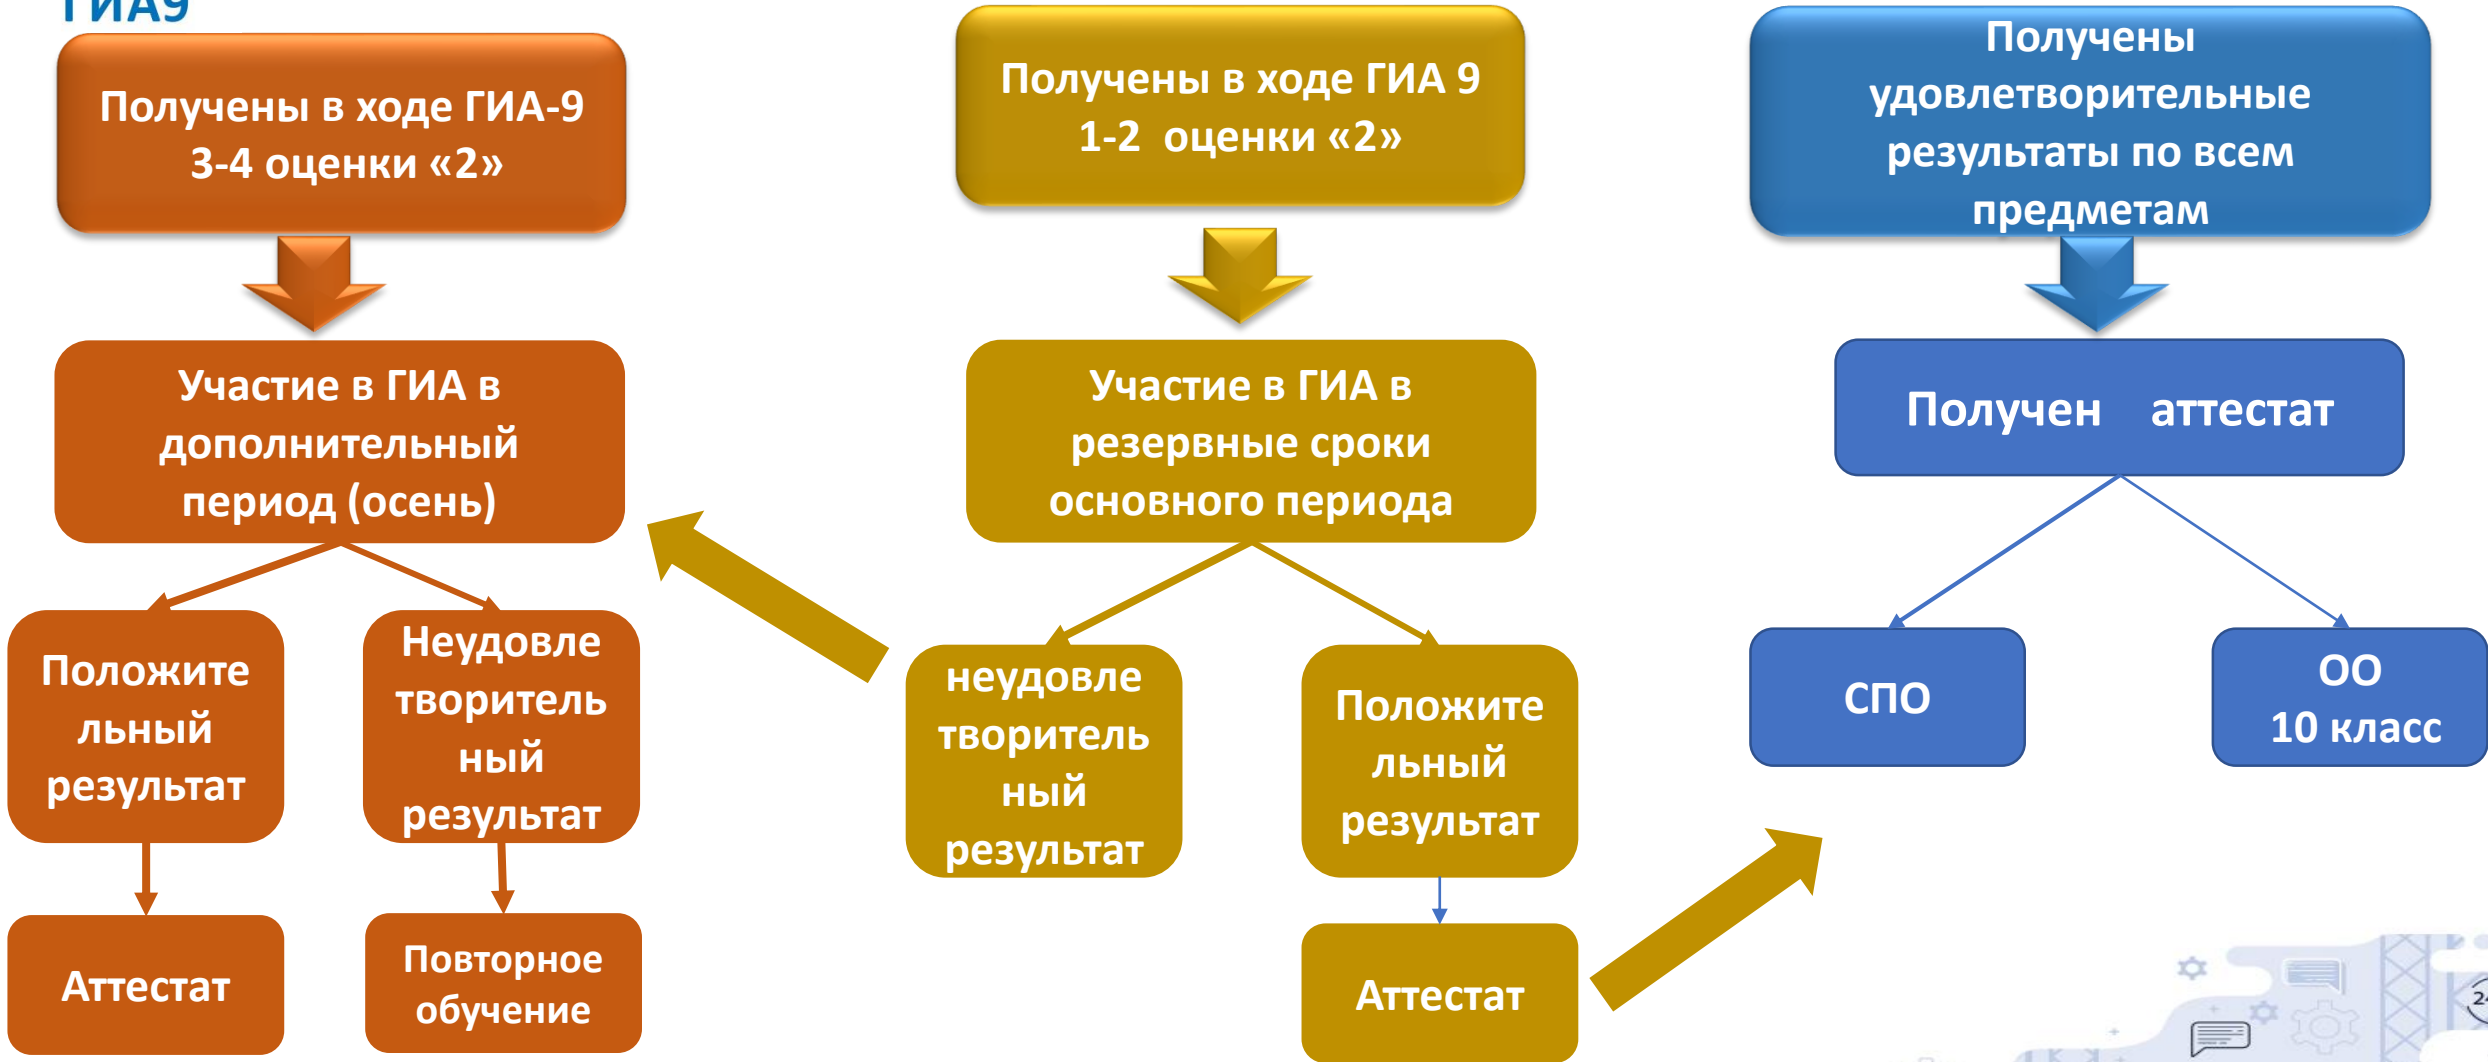 ГИА9
Получены в ходе ГИА-9
3-4 оценки «2»
Участие в ГИА в
дополнительный
период (осень)
Положите
льный
результат
Неудовле
творитель
ный
результат
Аттестат
Повторное
обучение
Получены в ходе ГИА 9
1-2 оценки «2»
Участие в ГИА в
резервные сроки
основного периода
неудовле
творитель
ный
результат
Положите
льный
результат
Аттестат
Получены
удовлетворительные
результаты по всем
предметам
Получен аттестат
СПО
ОО
10 класс